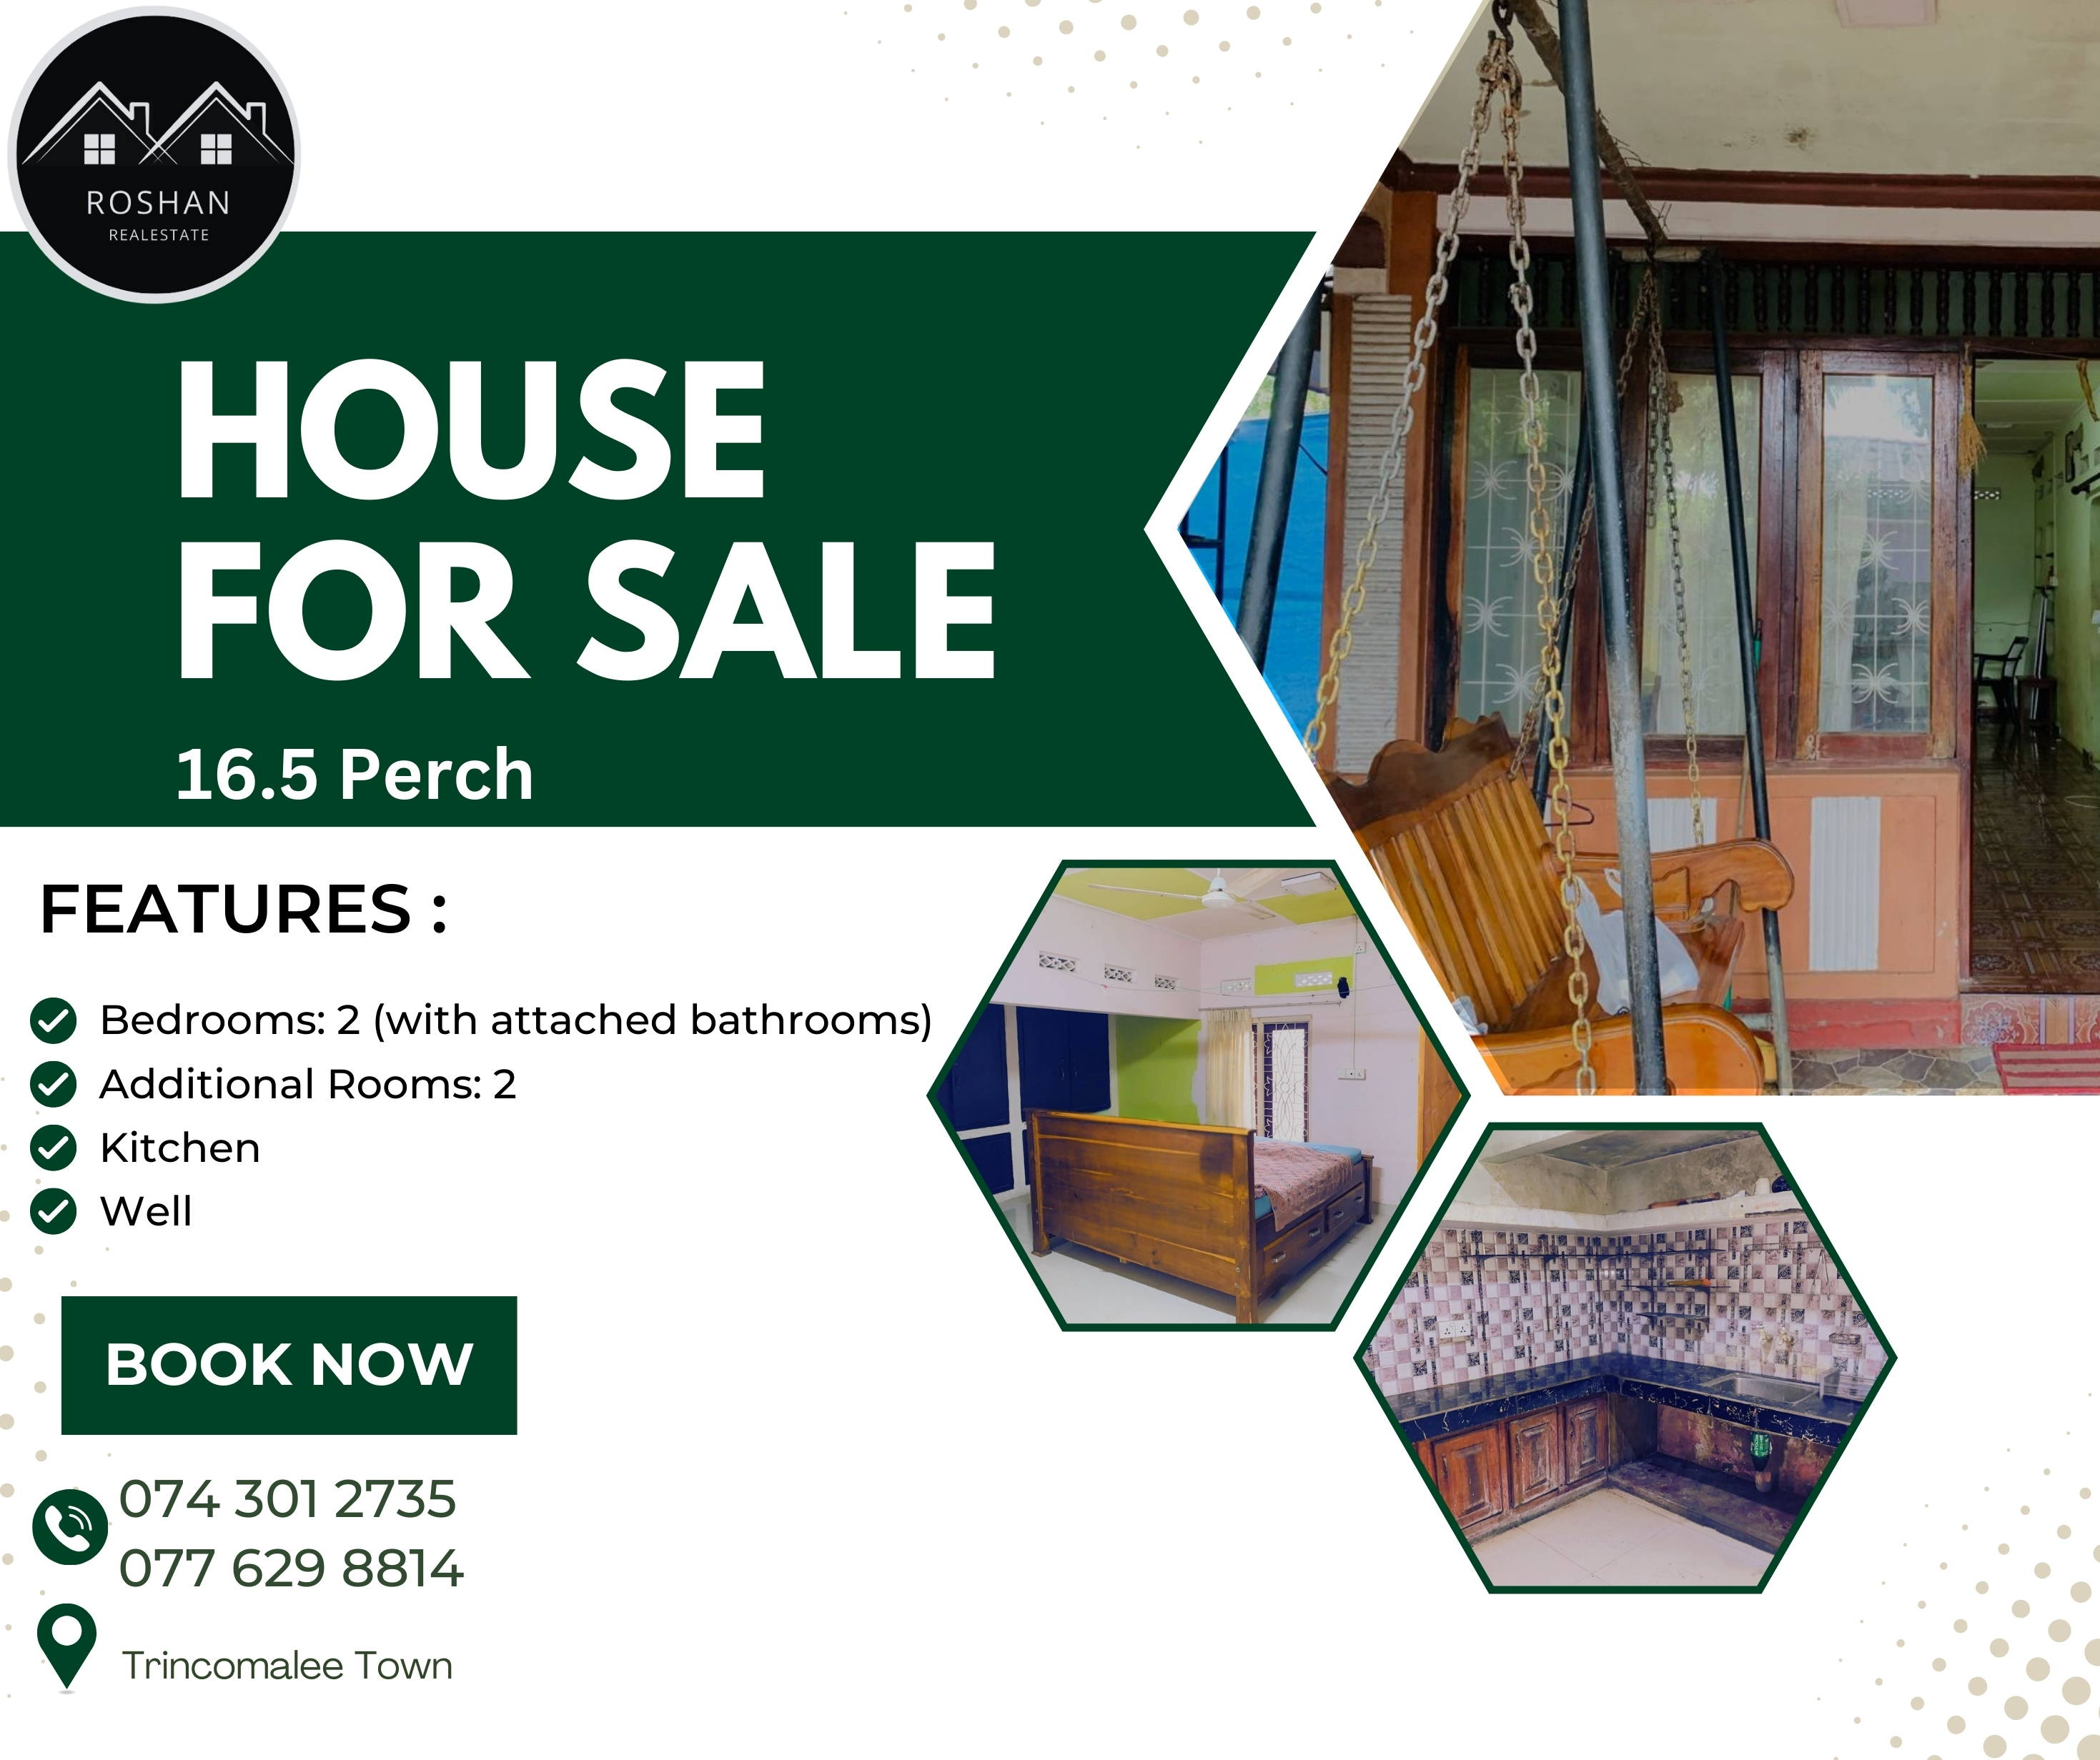 ROSHAN
REALESTATE
HOUSE
FOR SALE
16.5 Perch
FEATURES :
Bedrooms: 2 (with attached bathrooms)
Additional Rooms: 2
Kitchen
Well
BOOK NOW
074 301 2735
077 629 8814
Trincomalee Town